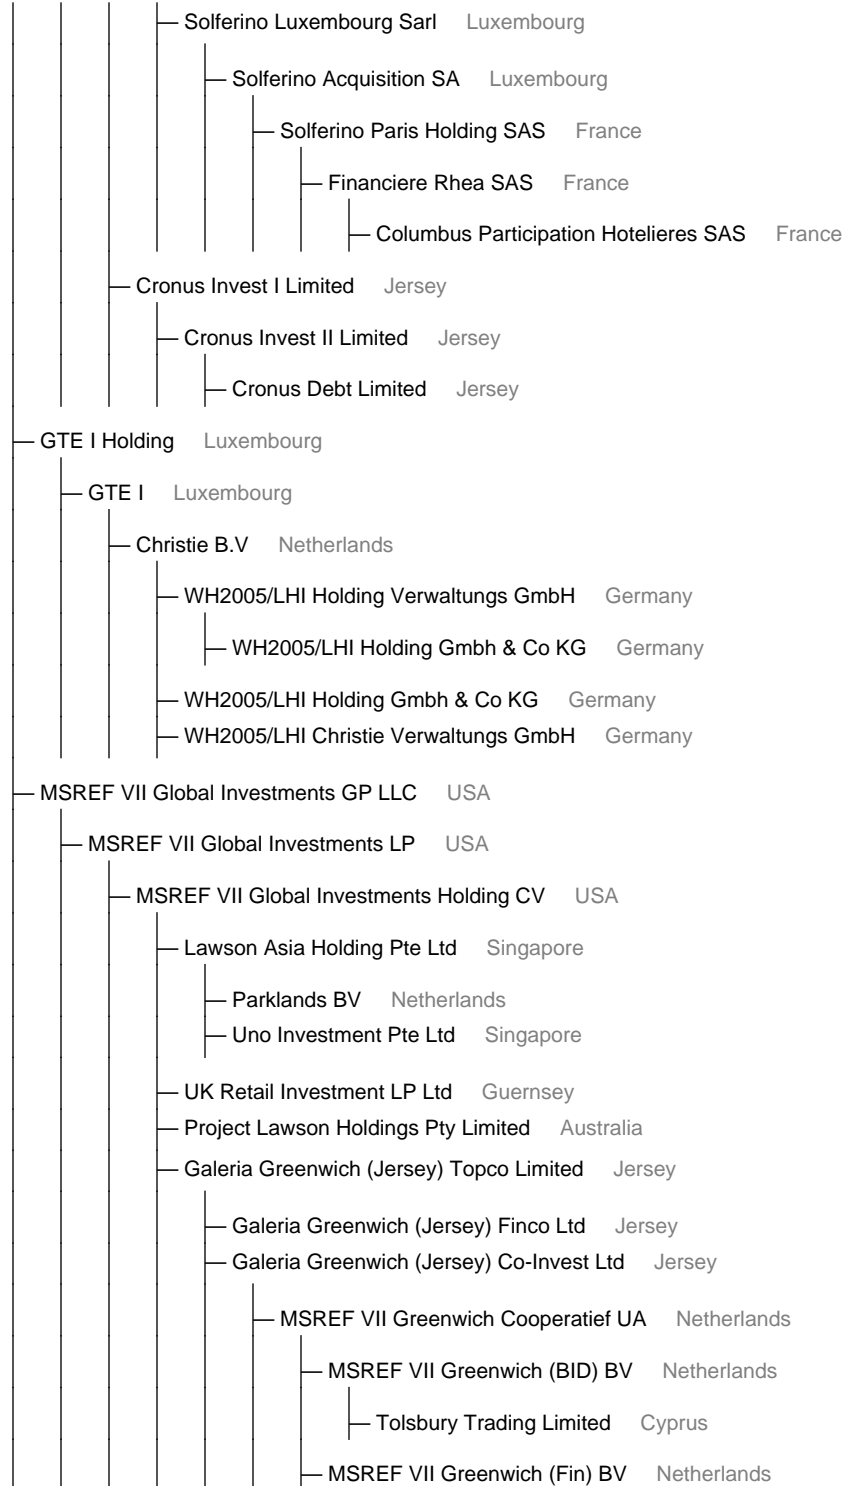 Solferino Luxembourg Sarl Luxembourg
Solferino Acquisition SA Luxembourg
Solferino Paris Holding SAS France
Financiere Rhea SAS France
Columbus Participation Hotelieres SAS France
Cronus Invest I Limited Jersey
Cronus Invest II Limited Jersey
Cronus Debt Limited Jersey
GTE I Holding Luxembourg
GTE I Luxembourg
Christie B.V Netherlands
WH2005/LHI Holding Verwaltungs GmbH Germany
WH2005/LHI Holding Gmbh & Co KG Germany
WH2005/LHI Holding Gmbh & Co KG Germany
WH2005/LHI Christie Verwaltungs GmbH Germany
MSREF VII Global Investments GP LLC USA
MSREF VII Global Investments LP USA
MSREF VII Global Investments Holding CV USA
Lawson Asia Holding Pte Ltd Singapore
Parklands BV Netherlands
Uno Investment Pte Ltd Singapore
UK Retail Investment LP Ltd Guernsey
Project Lawson Holdings Pty Limited Australia
Galeria Greenwich (Jersey) Topco Limited Jersey
Galeria Greenwich (Jersey) Finco Ltd Jersey
Galeria Greenwich (Jersey) Co-Invest Ltd Jersey
MSREF VII Greenwich Cooperatief UA Netherlands
MSREF VII Greenwich (BID) BV Netherlands
Tolsbury Trading Limited Cyprus
MSREF VII Greenwich (Fin) BV Netherlands